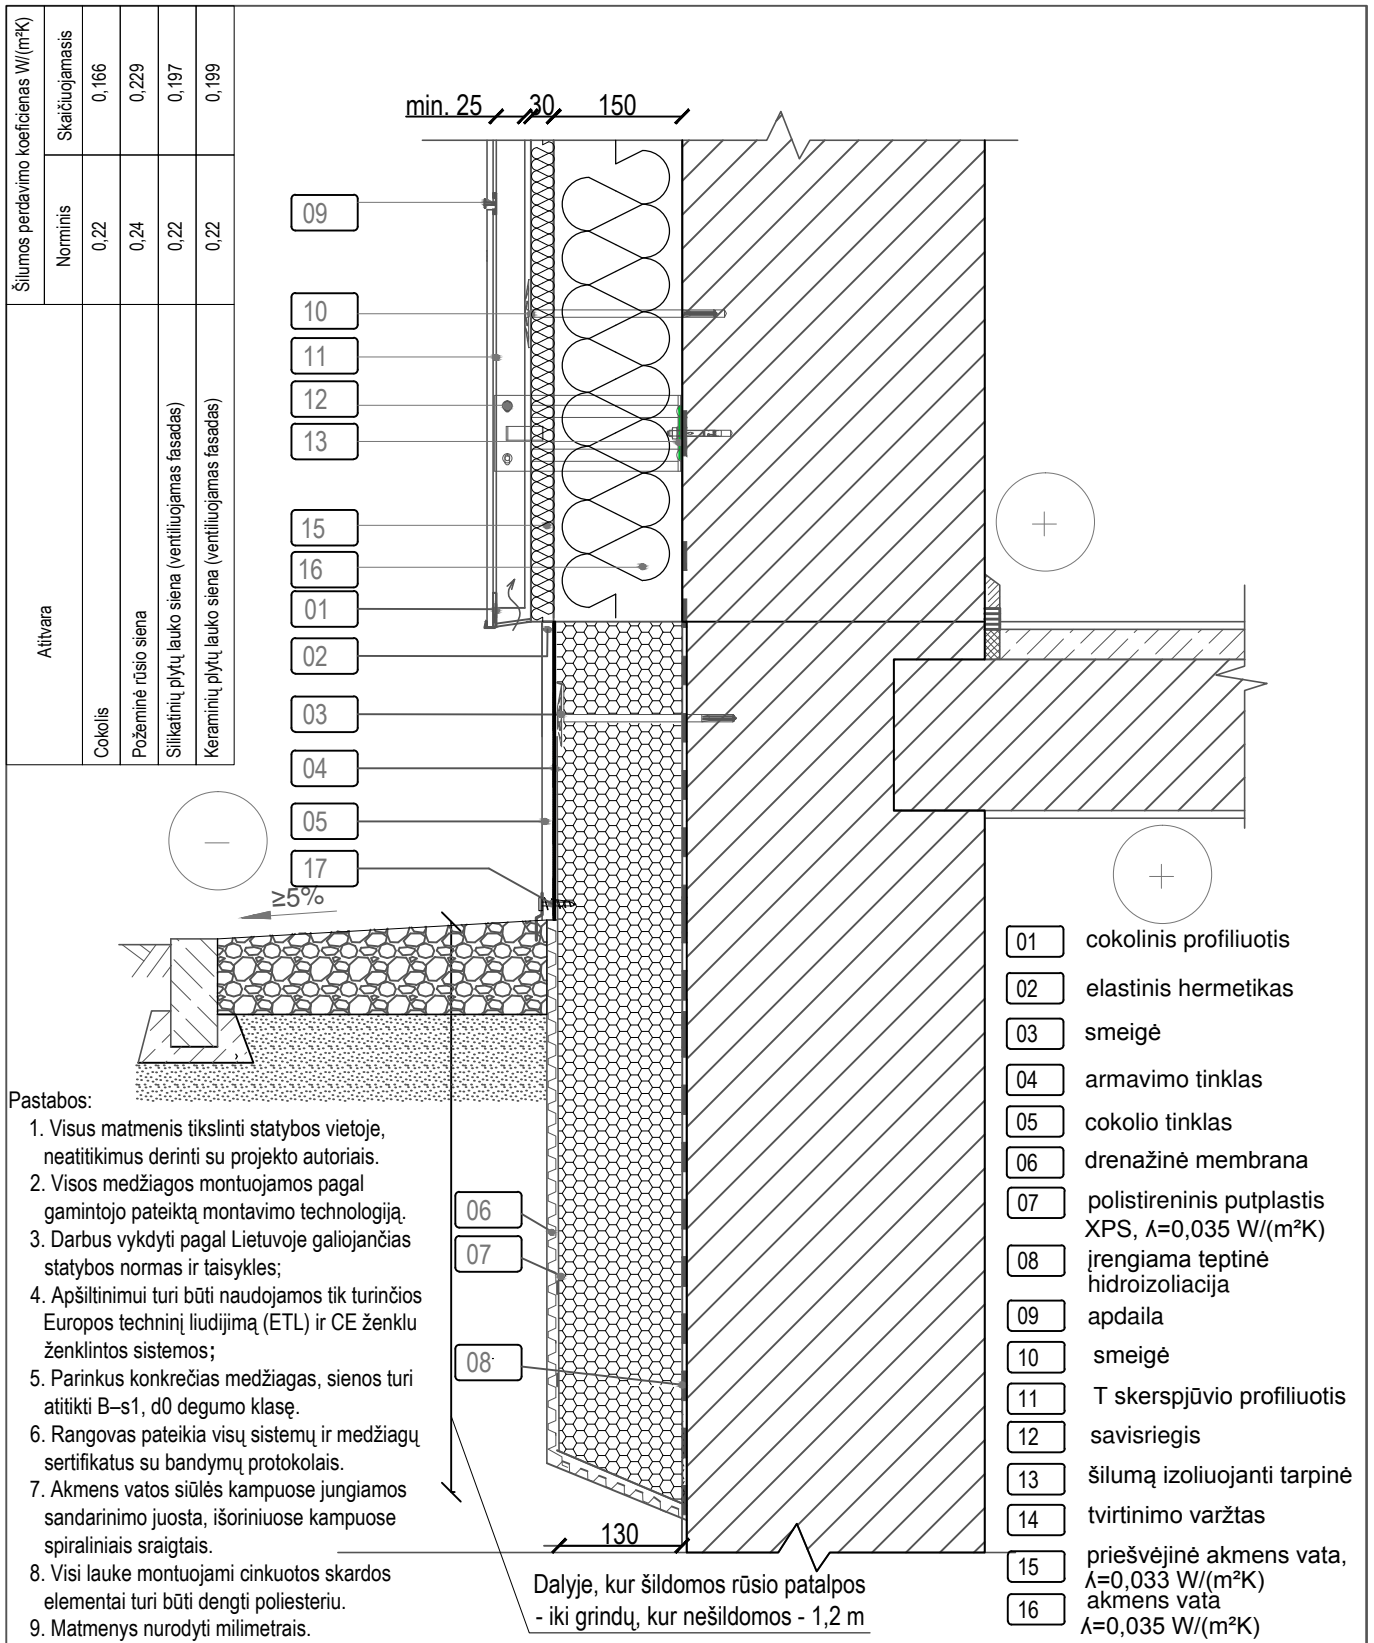 Atitvara
Šilumos perdavimo koeficienas W/(m²K)
Norminis
Skaičiuojamasis
Cokolis 0,22 0,166
Požeminė rūsio siena 0,24 0,229
Silikatinių plytų lauko siena (ventiliuojamas fasadas) 0,22 0,197
Keraminių plytų lauko siena (ventiliuojamas fasadas) 0,22 0,199
min. 25 30 150
09
10
11
12
13
15
16
01
02
03
04
05
17
≥5%
+
+
–
06
07
08
130
Dalyje, kur šildomos rūsio patalpos
- iki grindų, kur nešildomos - 1,2 m
Pastabos:
1. Visus matmenis tikslinti statybos vietoje,
neatitikimus derinti su projekto autoriais.
2. Visos medžiagos montuojamos pagal
gamintojo pateiktą montavimo technologiją.
3. Darbus vykdyti pagal Lietuvoje galiojančias
statybos normas ir taisykles;
4. Apšiltinimui turi būti naudojamos tik turinčios
Europos techninį liudijimą (ETL) ir CE ženklu
ženklintos sistemos;
5. Parinkus konkrečias medžiagas, sienos turi
atitikti B–s1, d0 degumo klasę.
6. Rangovas pateikia visų sistemų ir medžiagų
sertifikatus su bandymų protokolais.
7. Akmens vatos siūlės kampuose jungiamos
sandarinimo juosta, išoriniuose kampuose
spiraliniais sraigtais.
8. Visi lauke montuojami cinkuotos skardos
elementai turi būti dengti poliesteriu.
9. Matmenys nurodyti milimetrais.
01 cokolinis profiliuotis
02 elastinis hermetikas
03 smeigė
04 armavimo tinklas
05 cokolio tinklas
06 drenažinė membrana
07 polistireninis putplastis
XPS, ʎ=0,035 W/(m²K)
08 įrengiama teptinė
hidroizoliacija
09 apdaila
10 smeigė
11 T skerspjūvio profiliuotis
12 savisriegis
13 šilumą izoliuojanti tarpinė
14 tvirtinimo varžtas
15 priešvėjinė akmens vata,
ʎ=0,033 W/(m²K)
16 akmens vata
ʎ=0,035 W/(m²K)